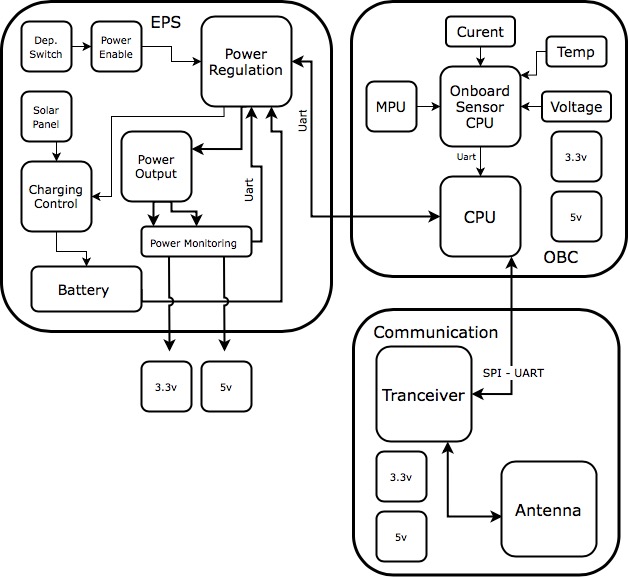 EPS
Dep.
Switch
Power
Enable
Power
Regulation
Solar
Panel
Charging
Control
Power
Output
Uart
Power Monitoring
Battery
3.3v
5v
Uart
Curent
Temp
MPU
Onboard
Sensor
CPU
Voltage
Uart
3.3v
CPU
5v
OBC
Communication
Tranceiver
SPI - UART
3.3v
5v
Antenna